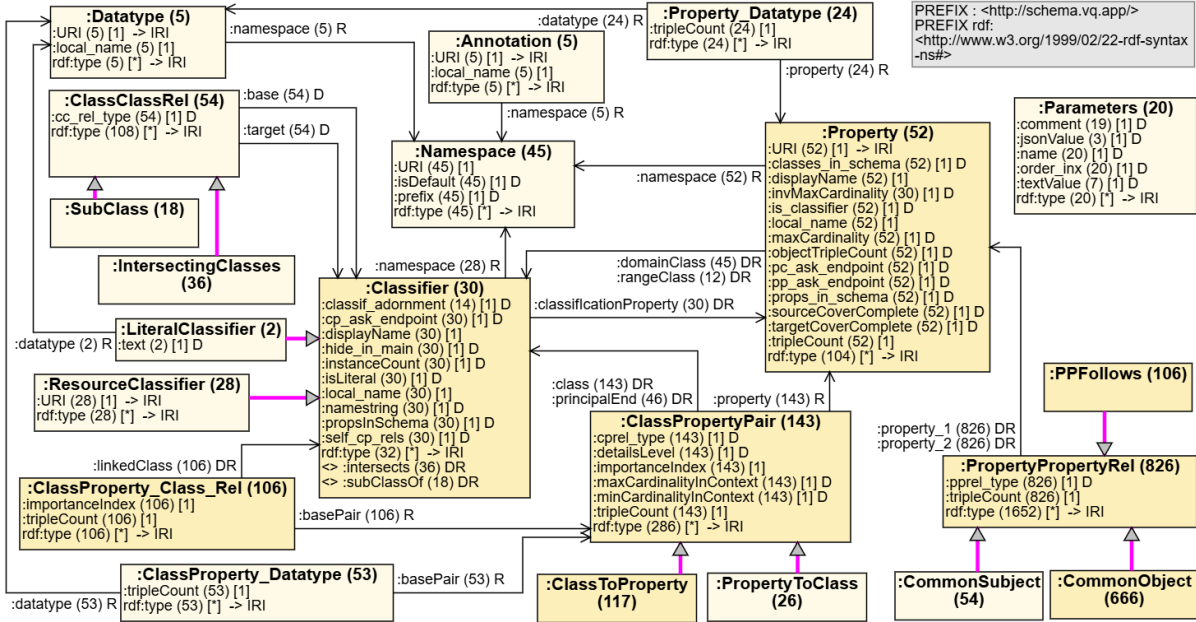 :Datatype (5)
:URI (5) [1] -> IRI
:local_name (5) [1]
rdf:type (5) [*] -> IRI
:namespace (5) R
:datatype (24) R
:Property_Datatype (24)
:tripleCount (24) [1]
rdf:type (24) [*] -> IRI
:property (24) R
PREFIX : <http://schema.vq.app/>
PREFIX rdf:
<http://www.w3.org/1999/02/22-rdf-syntax
-ns#>
:Annotation (5)
:URI (5) [1] -> IRI
:local_name (5) [1]
rdf:type (5) [*] -> IRI
:namespace (5) R
:ClassClassRel (54)
:cc_rel_type (54) [1] D
rdf:type (108) [*] -> IRI
:base (54) D
:target (54) D
:Namespace (45)
:URI (45) [1]
:isDefault (45) [1] D
:prefix (45) [1] D
rdf:type (45) [*] -> IRI
:namespace (52) R
:Property (52)
:URI (52) [1] -> IRI
:classes_in_schema (52) [1] D
:displayName (52) [1]
:invMaxCardinality (30) [1] D
:is_classifier (52) [1] D
:local_name (52) [1]
:maxCardinality (52) [1] D
:objectTripleCount (52) [1] D
:pc_ask_endpoint (52) [1] D
:pp_ask_endpoint (52) [1] D
:props_in_schema (52) [1] D
:sourceCoverComplete (52) [1] D
:targetCoverComplete (52) [1] D
:tripleCount (52) [1]
rdf:type (104) [*] -> IRI
:Parameters (20)
:comment (19) [1] D
:jsonValue (3) [1] D
:name (20) [1] D
:order_inx (20) [1] D
:textValue (7) [1] D
rdf:type (20) [*] -> IRI
:SubClass (18)
:IntersectingClasses
(36)
:namespace (28) R
:domainClass (45) DR
:rangeClass (12) DR
:classificationProperty (30) DR
:Classifier (30)
:classif_adornment (14) [1] D
:cp_ask_endpoint (30) [1] D
:displayName (30) [1]
:hide_in_main (30) [1] D
:instanceCount (30) [1] D
:isLiteral (30) [1] D
:local_name (30) [1]
:namestring (30) [1] D
:propsInSchema (30) [1] D
:self_cp_rels (30) [1] D
rdf:type (32) [*] -> IRI
<> :intersects (36) DR
<> :subClassOf (18) DR
:LiteralClassifier (2)
:text (2) [1] D
:datatype (2) R
:ResourceClassifier (28)
:URI (28) [1] -> IRI
rdf:type (28) [*] -> IRI
:class (143) DR
:principalEnd (46) DR
:property (143) R
:PPFollows (106)
:property_1 (826) DR
:property_2 (826) DR
:linkedClass (106) DR
:ClassProperty_Class_Rel (106)
:importanceIndex (106) [1]
:tripleCount (106) [1]
rdf:type (106) [*] -> IRI
:basePair (106) R
:ClassPropertyPair (143)
:cprel_type (143) [1] D
:detailsLevel (143) [1] D
:importanceIndex (143) [1]
:maxCardinalityInContext (143) [1] D
:minCardinalityInContext (143) [1] D
:tripleCount (143) [1]
rdf:type (286) [*] -> IRI
:PropertyPropertyRel (826)
:pprel_type (826) [1] D
:tripleCount (826) [1]
rdf:type (1652) [*] -> IRI
:ClassProperty_Datatype (53)
:tripleCount (53) [1]
rdf:type (53) [*] -> IRI
:basePair (53) R
:datatype (53) R
:ClassToProperty
(117)
:PropertyToClass
(26)
:CommonSubject
(54)
:CommonObject
(666)